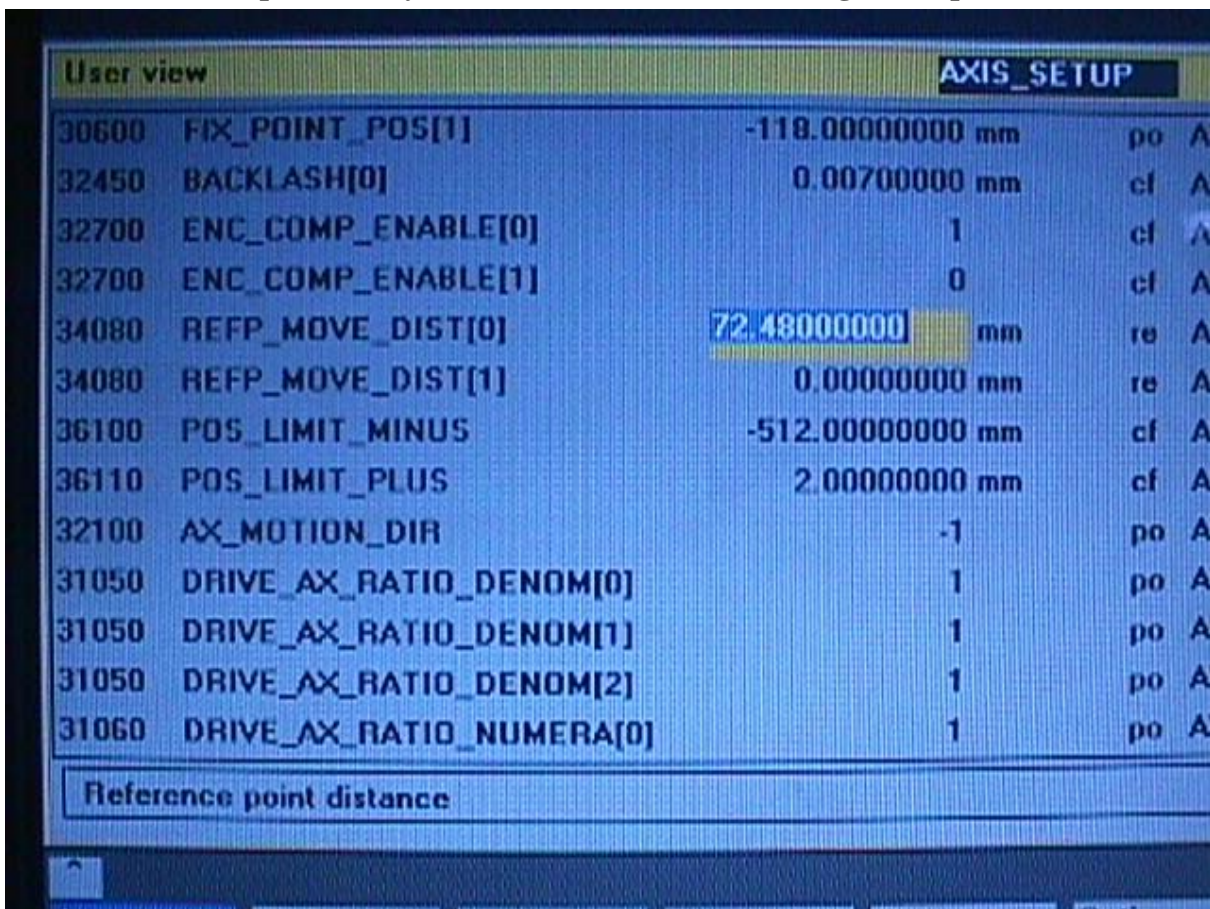 User view AXIS_SETUP
30600 FIX_POINT_POS[1] -118.00000000 mm po A
32450 BACKLASH[0] 0.00700000 mm cf A
32700 ENC_COMP_ENABLE[0] 1 cf A
32700 ENC_COMP_ENABLE[1] 0 cf A
34080 REFP_MOVE_DIST[0] 72.48000000 mm re A
34080 REFP_MOVE_DIST[1] 0.00000000 mm re A
36100 POS_LIMIT_MINUS -512.00000000 mm cf A
36110 POS_LIMIT_PLUS 2.00000000 mm cf A
32100 AX_MOTION_DIR -1 po A
31050 DRIVE_AX_RATIO_DENOM[0] 1 po A
31050 DRIVE_AX_RATIO_DENOM[1] 1 po A
31050 DRIVE_AX_RATIO_DENOM[2] 1 po A
31060 DRIVE_AX_RATIO_NUMERA[0] 1 po A
Reference point distance
^